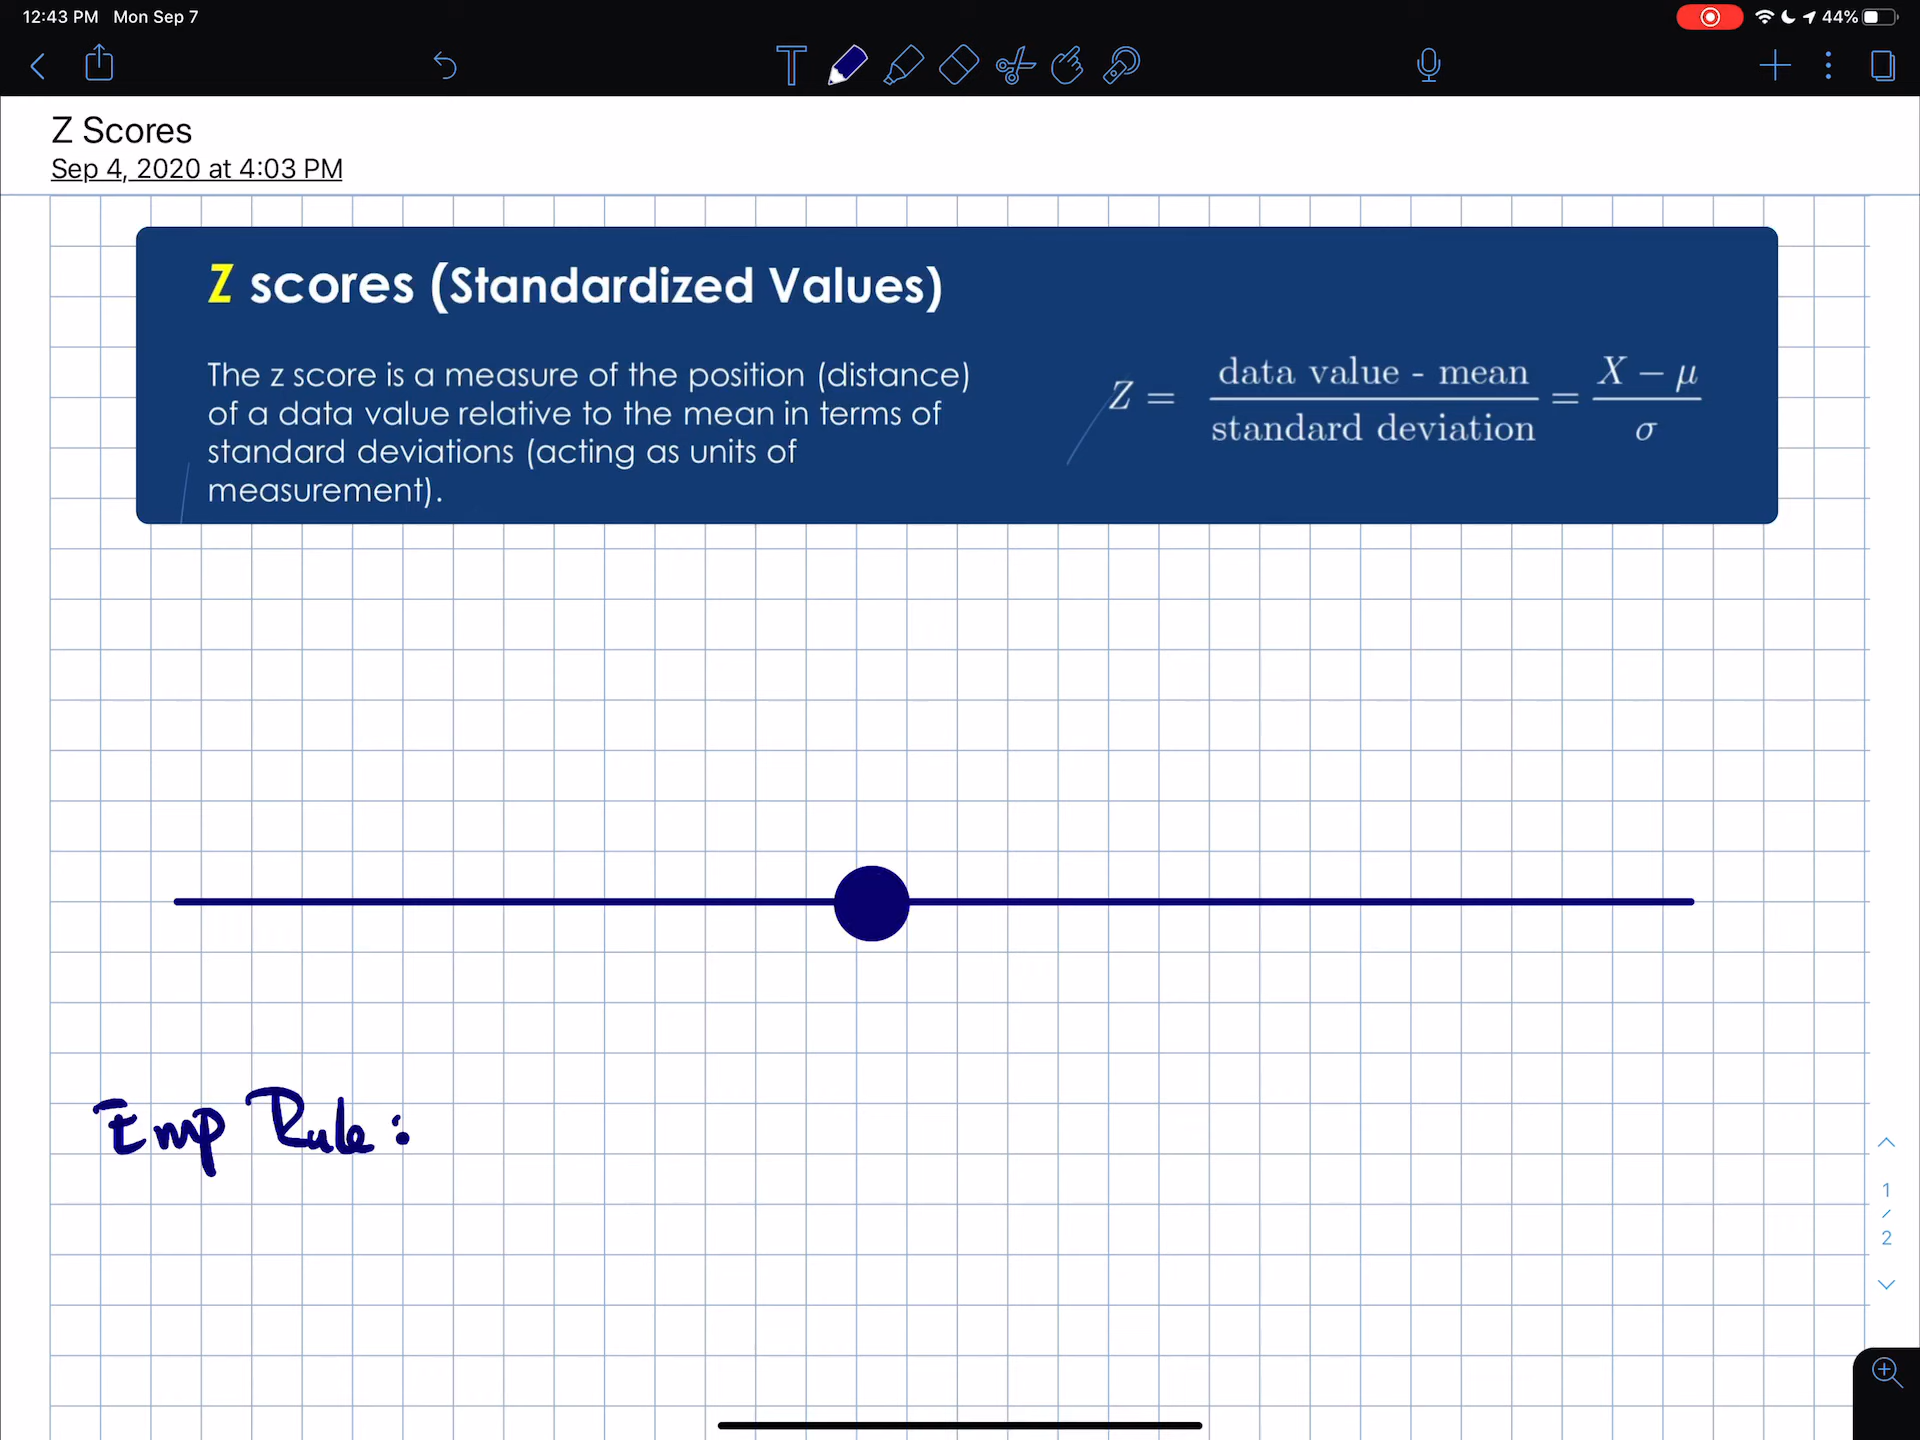 12:43 PM Mon Sep 7
44%
T
Z Scores
Sep 4, 2020 at 4:03 PM
Z scores (Standardized Values)
The z score is a measure of the position (distance)
of a data value relative to the mean in terms of
standard deviations (acting as units of
measurement).
Z = data value - mean / standard deviation = X − μ / σ
Emp Rule:
1
/
2